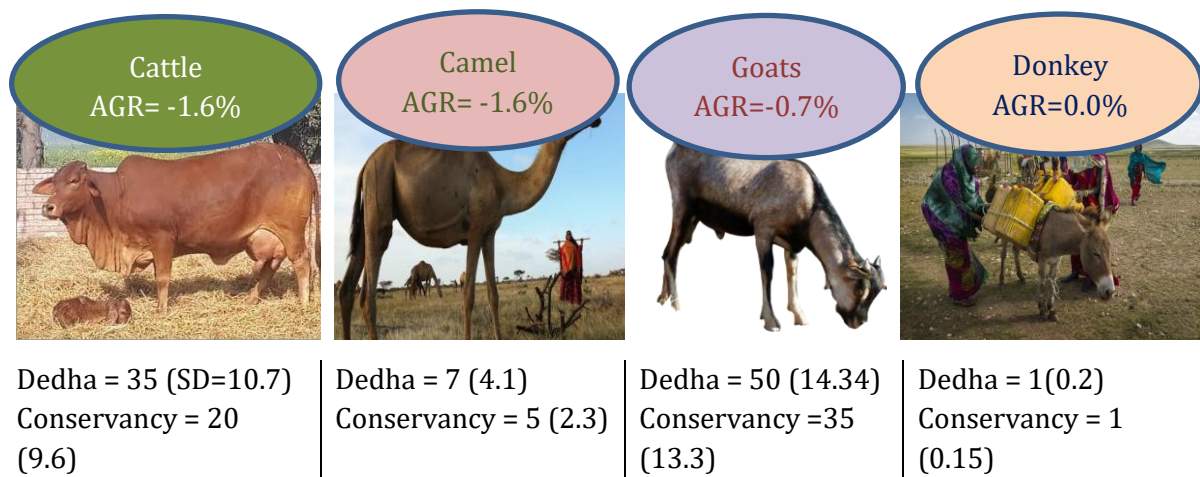 Cattle
AGR= -1.6%
Camel
AGR= -1.6%
Goats
AGR=-0.7%
Donkey
AGR=0.0%
Dedha = 35 (SD=10.7)
Conservancy = 20
(9.6)
Dedha = 7 (4.1)
Conservancy = 5 (2.3)
Dedha = 50 (14.34)
Conservancy =35
(13.3)
Dedha = 1(0.2)
Conservancy = 1
(0.15)